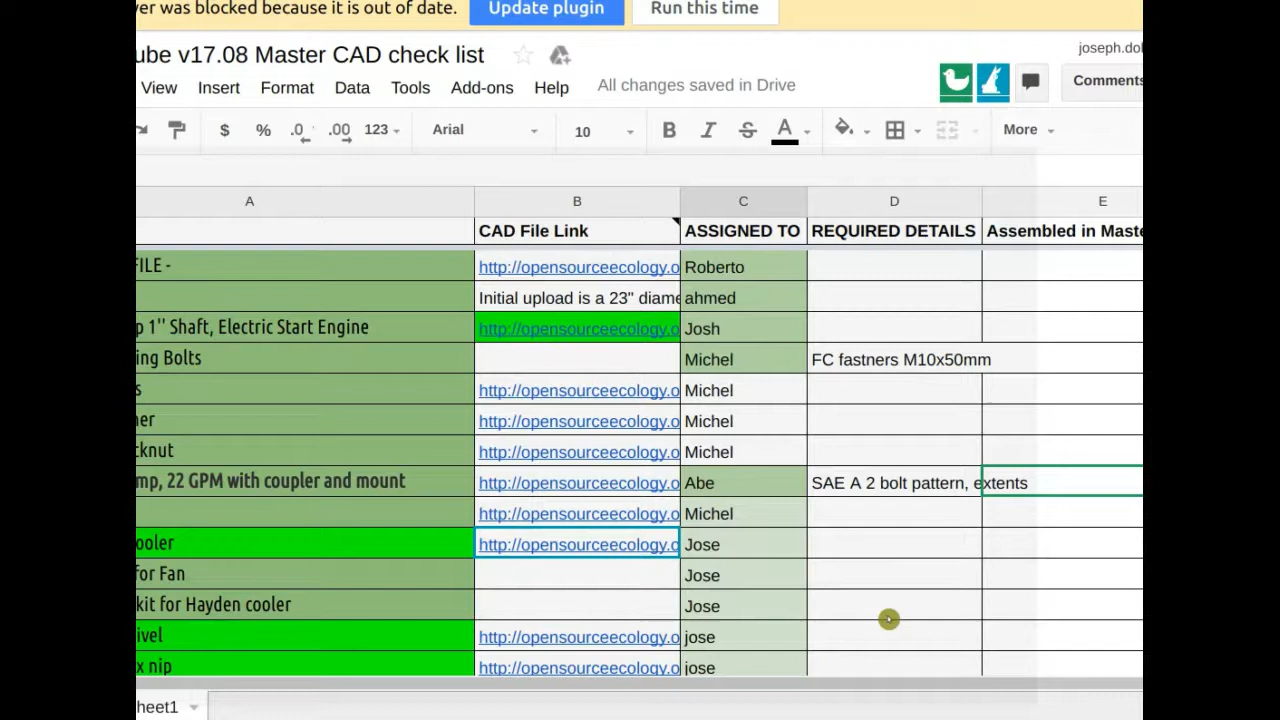 ver was blocked because it is out of date. Update plugin Run this time
ube v17.08 Master CAD check list
joseph.dol
View Insert Format Data Tools Add-ons Help All changes saved in Drive Comments
$ % .0 .00 123 Arial 10 B I S A More
A B C D E
CAD File Link ASSIGNED TO REQUIRED DETAILS Assembled in Maste
FILE - http://opensourceecology.o Roberto
Initial upload is a 23" diame ahmed
p 1'' Shaft, Electric Start Engine http://opensourceecology.o Josh
ing Bolts Michel FC fastners M10x50mm
s http://opensourceecology.o Michel
her http://opensourceecology.o Michel
cknut http://opensourceecology.o Michel
mp, 22 GPM with coupler and mount http://opensourceecology.o Abe SAE A 2 bolt pattern, extents
http://opensourceecology.o Michel
ooler http://opensourceecology.o Jose
for Fan Jose
kit for Hayden cooler Jose
ivel http://opensourceecology.o jose
x nip http://opensourceecology.o jose
heet1